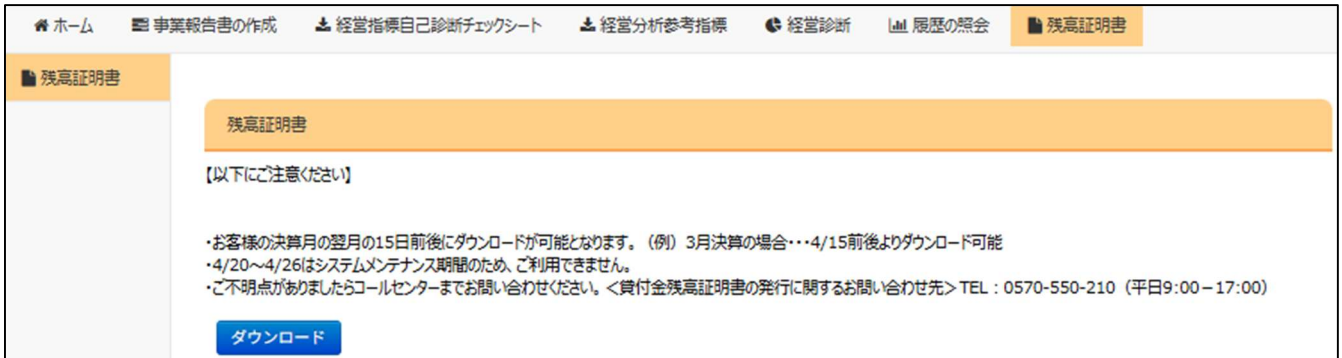 ホーム 事業報告書の作成 経営指標自己診断チェックシート 経営分析参考指標 経営診断 履歴の照会 残高証明書
残高証明書
残高証明書
【以下にご注意ください】
・お客様の決算月の翌月の15日前後にダウンロードが可能となります。（例）3月決算の場合・・・4/15前後よりダウンロード可能
・4/20～4/26はシステムメンテナンス期間のため、ご利用できません。
・ご不明点がありましたらコールセンターまでお問い合わせください。＜貸付金残高証明書の発行に関するお問い合わせ先＞TEL：0570-550-210（平日9:00－17:00）
ダウンロード